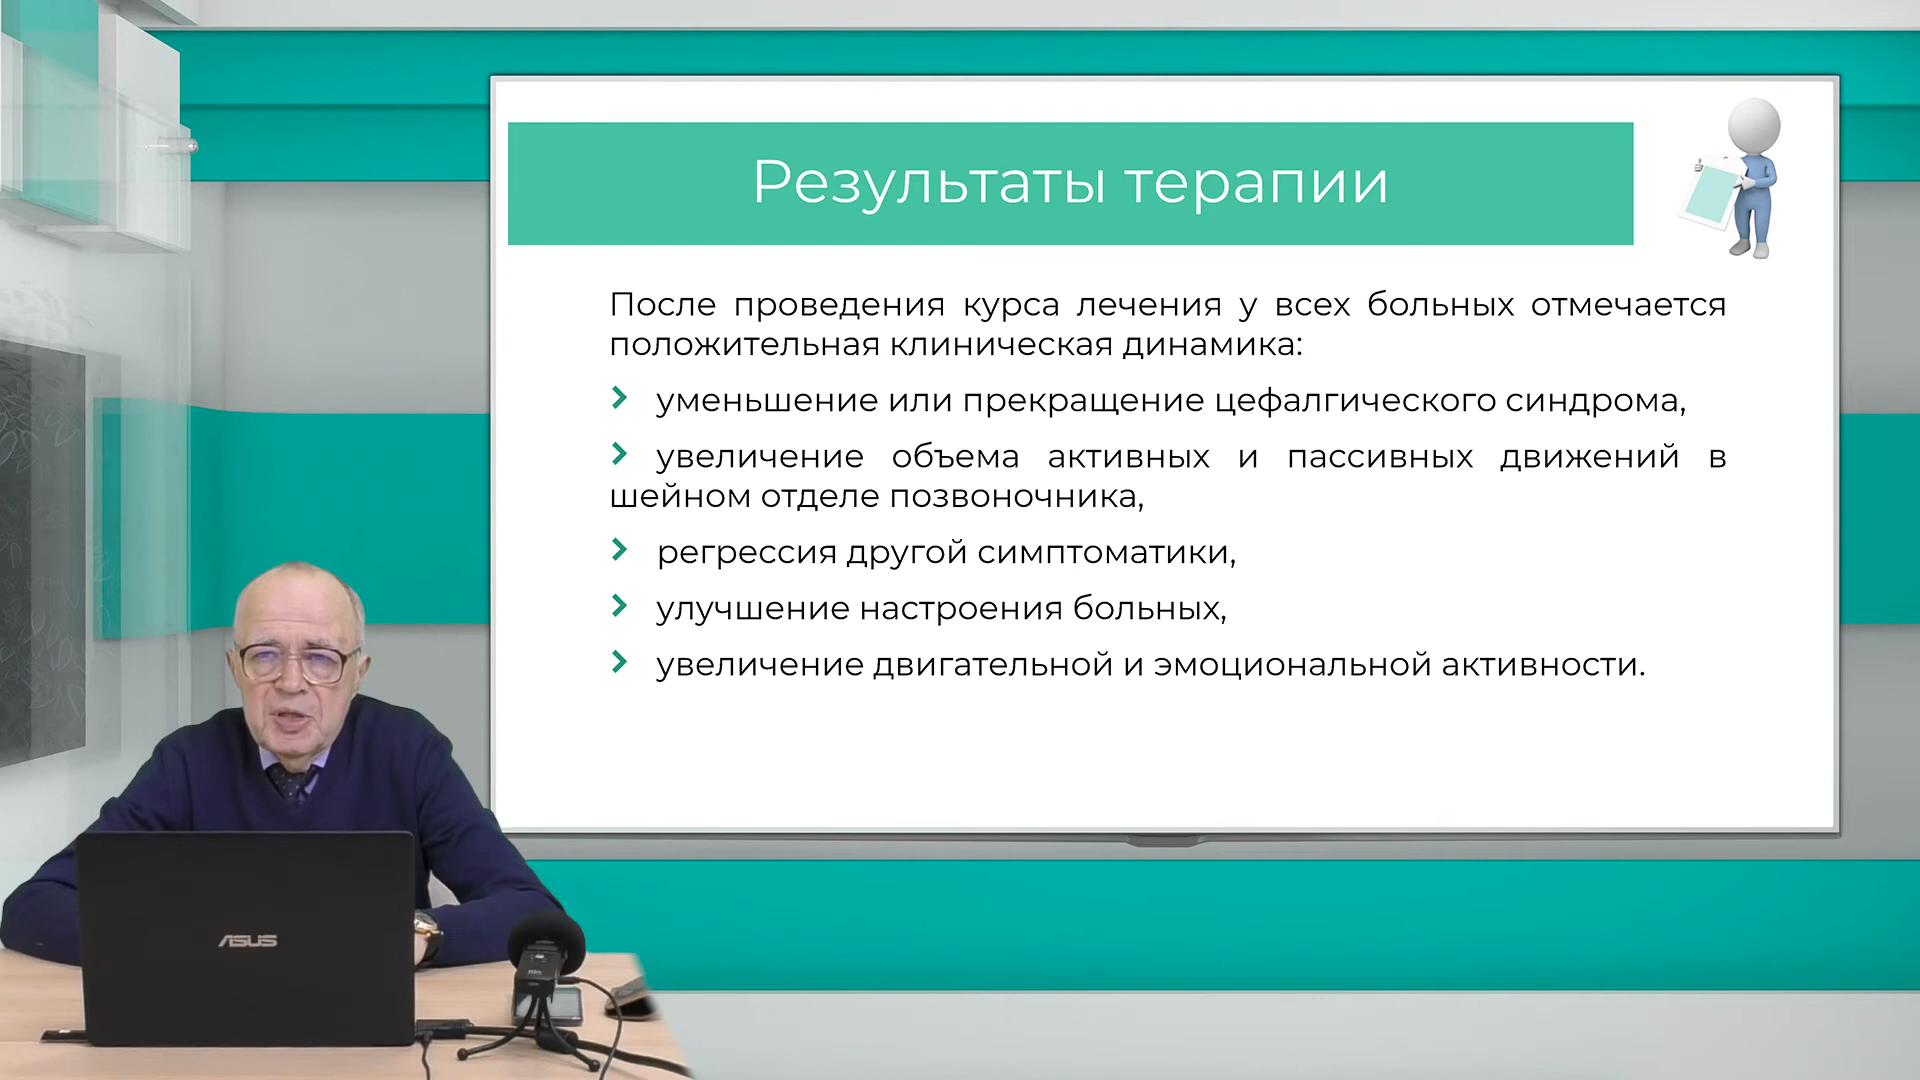 Результаты терапии
После проведения курса лечения у всех больных отмечается
положительная клиническая динамика:
уменьшение или прекращение цефалгического синдрома,
увеличение объема активных и пассивных движений в
шейном отделе позвоночника,
регрессия другой симптоматики,
улучшение настроения больных,
увеличение двигательной и эмоциональной активности.
ASUS